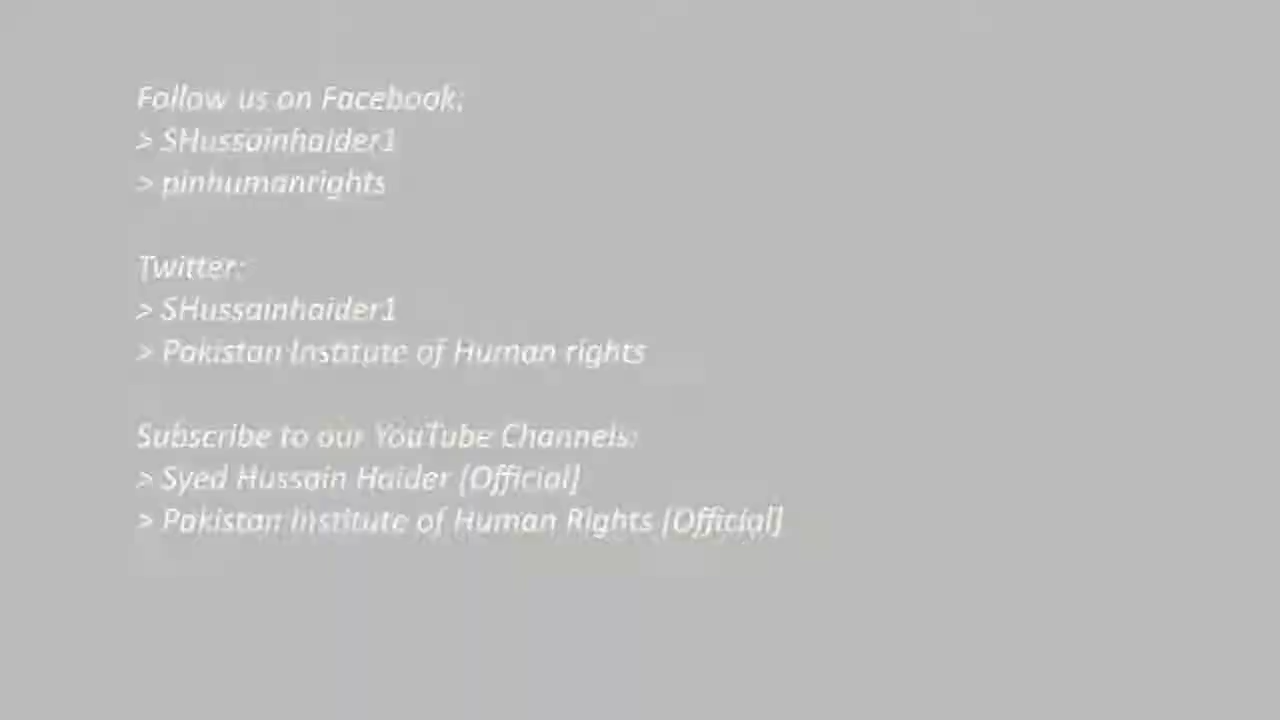 Follow us on Facebook:
> SHussainhaider1
> pinhumanrights
Twitter:
> SHussainhaider1
> Pakistan Institute of Human rights
Subscribe to our YouTube Channels:
> Syed Hussain Haider [Official]
> Pakistan Institute of Human Rights [Official]